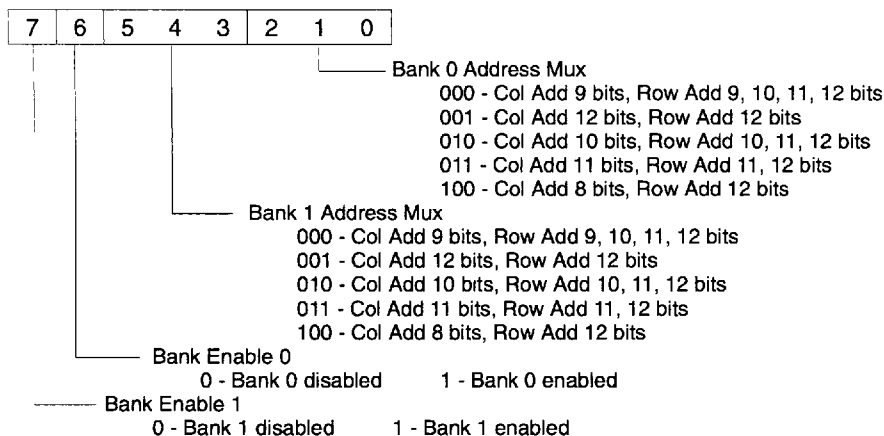 7 6 5 4 3 2 1 0
Bank 0 Address Mux
000 - Col Add 9 bits, Row Add 9, 10, 11, 12 bits
001 - Col Add 12 bits, Row Add 12 bits
010 - Col Add 10 bits, Row Add 10, 11, 12 bits
011 - Col Add 11 bits, Row Add 11, 12 bits
100 - Col Add 8 bits, Row Add 12 bits
Bank 1 Address Mux
000 - Col Add 9 bits, Row Add 9, 10, 11, 12 bits
001 - Col Add 12 bits, Row Add 12 bits
010 - Col Add 10 bits, Row Add 10, 11, 12 bits
011 - Col Add 11 bits, Row Add 11, 12 bits
100 - Col Add 8 bits, Row Add 12 bits
Bank Enable 0
0 - Bank 0 disabled 1 - Bank 0 enabled
Bank Enable 1
0 - Bank 1 disabled 1 - Bank 1 enabled